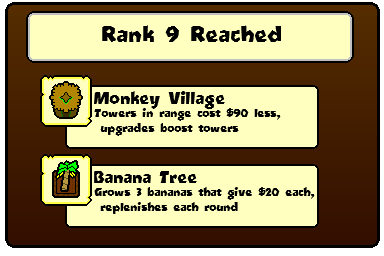 Rank 9 Reached
Monkey Village
Towers in range cost $90 less,
upgrades boost towers
Banana Tree
Grows 3 bananas that give $20 each,
replenishes each round